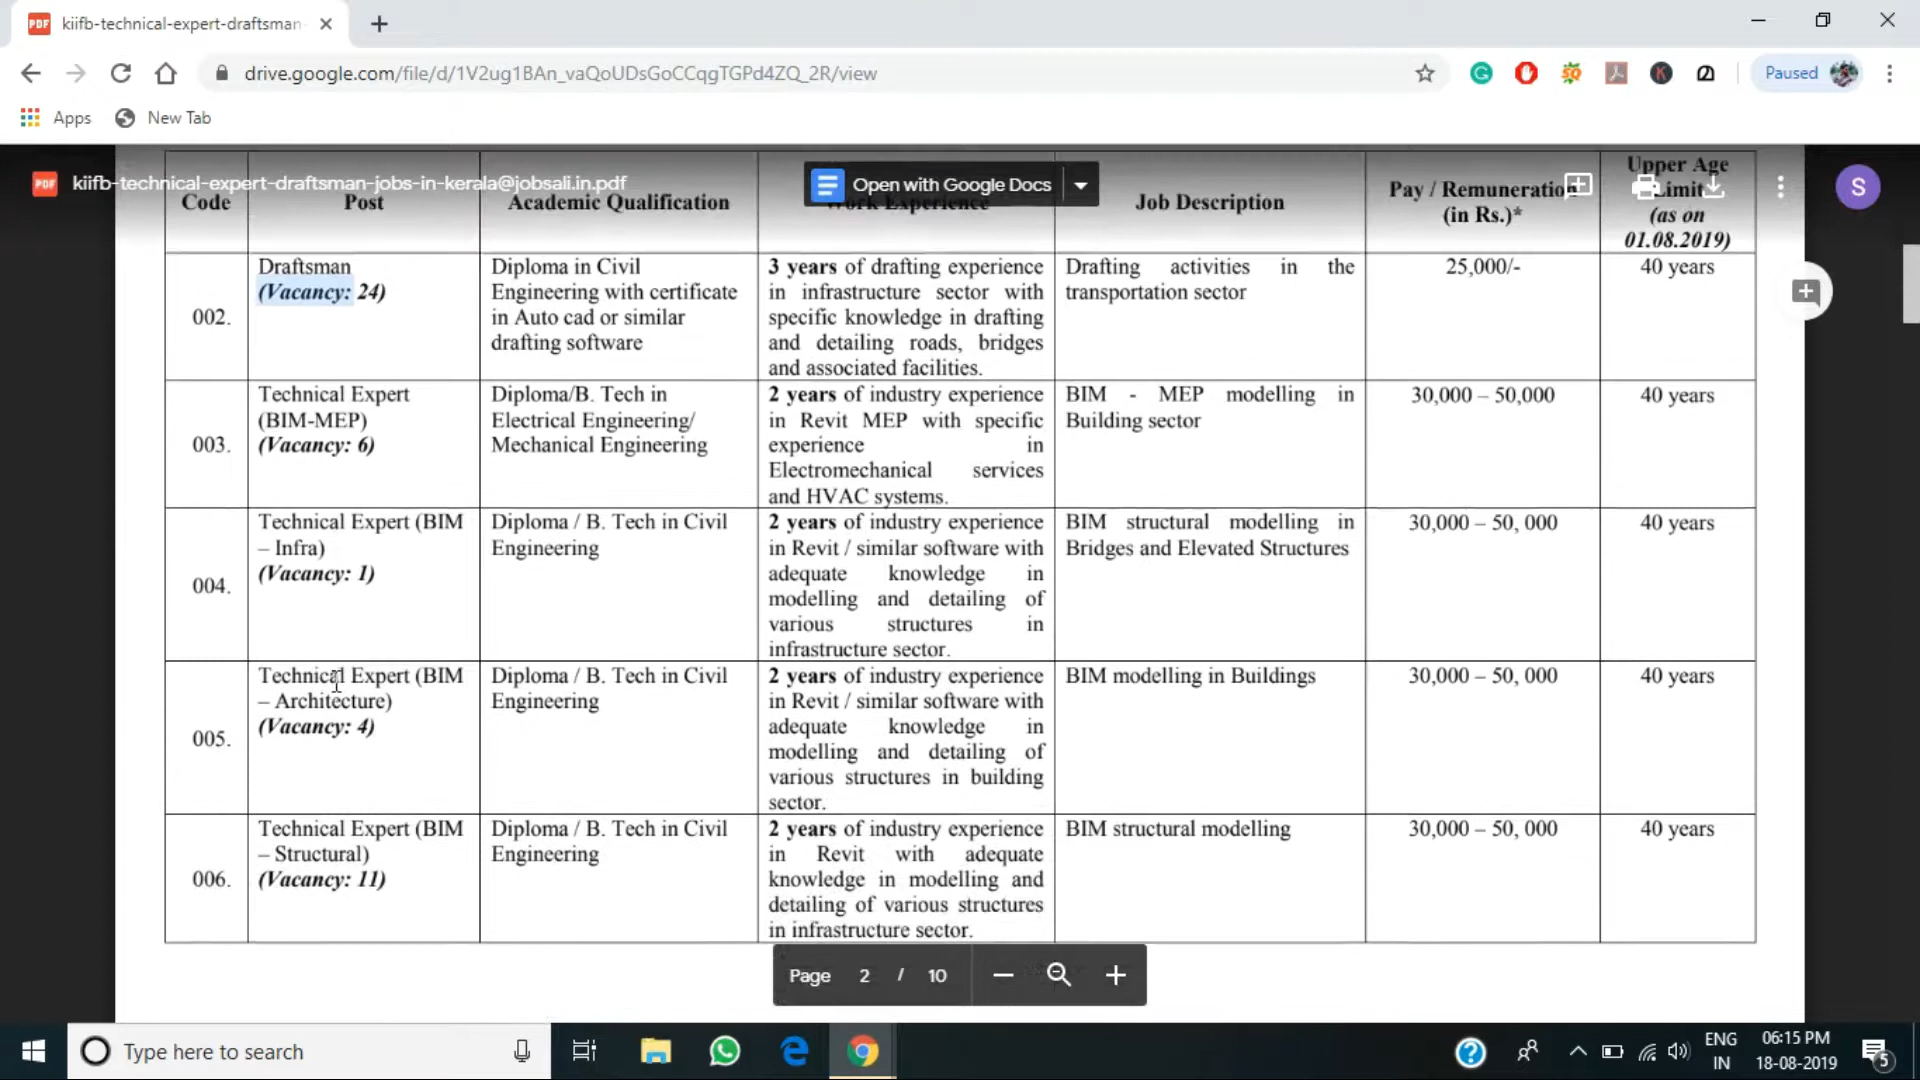 kiifb-technical-expert-draftsman-
drive.google.com/file/d/1V2ug1BAn_vaQoUDsGoCCqgTGPd4ZQ_2R/view
Paused
Apps
New Tab
PDF
kiifb-technical-expert-draftsman-jobs-in-kerala@jobsali.in.pdf
Open with Google Docs
S
Code
Post
Academic Qualification
Work Experience
Job Description
Pay / Remuneration
(in Rs.)*
Upper Age
Limit
(as on
01.08.2019)
002.
Draftsman
(Vacancy: 24)
Diploma in Civil
Engineering with certificate
in Auto cad or similar
drafting software
3 years of drafting experience
in infrastructure sector with
specific knowledge in drafting
and detailing roads, bridges
and associated facilities.
Drafting activities in the
transportation sector
25,000/-
40 years
003.
Technical Expert
(BIM-MEP)
(Vacancy: 6)
Diploma/B. Tech in
Electrical Engineering/
Mechanical Engineering
2 years of industry experience
in Revit MEP with specific
experience in
Electromechanical services
and HVAC systems.
BIM - MEP modelling in
Building sector
30,000 – 50,000
40 years
004.
Technical Expert (BIM
– Infra)
(Vacancy: 1)
Diploma / B. Tech in Civil
Engineering
2 years of industry experience
in Revit / similar software with
adequate knowledge in
modelling and detailing of
various structures in
infrastructure sector.
BIM structural modelling in
Bridges and Elevated Structures
30,000 – 50, 000
40 years
005.
Technical Expert (BIM
– Architecture)
(Vacancy: 4)
Diploma / B. Tech in Civil
Engineering
2 years of industry experience
in Revit / similar software with
adequate knowledge in
modelling and detailing of
various structures in building
sector.
BIM modelling in Buildings
30,000 – 50, 000
40 years
006.
Technical Expert (BIM
– Structural)
(Vacancy: 11)
Diploma / B. Tech in Civil
Engineering
2 years of industry experience
in Revit with adequate
knowledge in modelling and
detailing of various structures
in infrastructure sector.
BIM structural modelling
30,000 – 50, 000
40 years
Page 2 / 10
Type here to search
ENG
IN
06:15 PM
18-08-2019
5